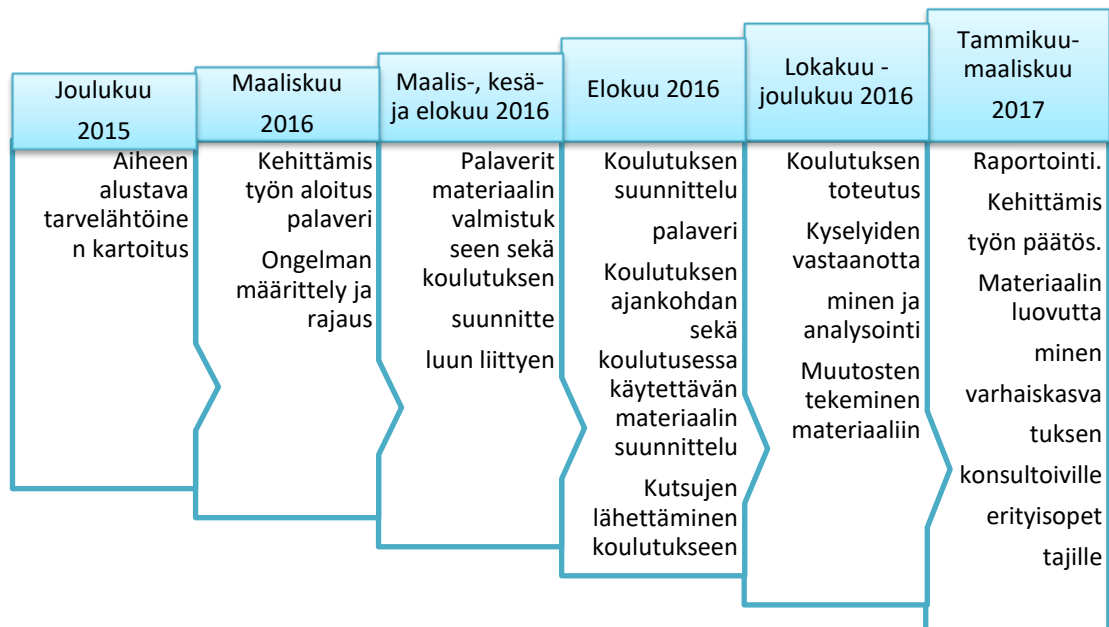 Joulukuu
2015
Aiheen
alustava
tarvelähtöine
n kartoitus
Maaliskuu
2016
Kehittämis
työn aloitus
palaveri
Ongelman
määrittely ja
rajaus
Maalis-, kesä-
ja elokuu 2016
Palaverit
materiaalin
valmistuk
seen sekä
koulutuksen
suunnitte
luun liittyen
Elokuu 2016
Koulutuksen
suunnittelu
palaveri
Koulutuksen
ajankohdan
sekä
koulutusessa
käytettävän
materiaalin
suunnittelu
Kutsujen
lähettäminen
koulutukseen
Lokakuu -
joulukuu 2016
Koulutuksen
toteutus
Kyselyiden
vastaanotta
minen ja
analysointi
Muutosten
tekeminen
materiaaliin
Tammikuu-
maaliskuu
2017
Raportointi.
Kehittämis
työn päätös.
Materiaalin
luovutta
minen
varhaiskasva
tuksen
konsultoiville
erityisopet
tajille